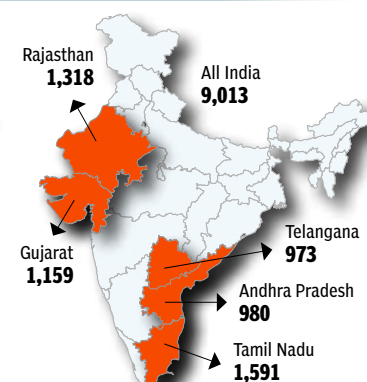 Rajasthan
1,318
All India
9,013
Telangana
973
Gujarat
1,159
Andhra Pradesh
980
Tamil Nadu
1,591